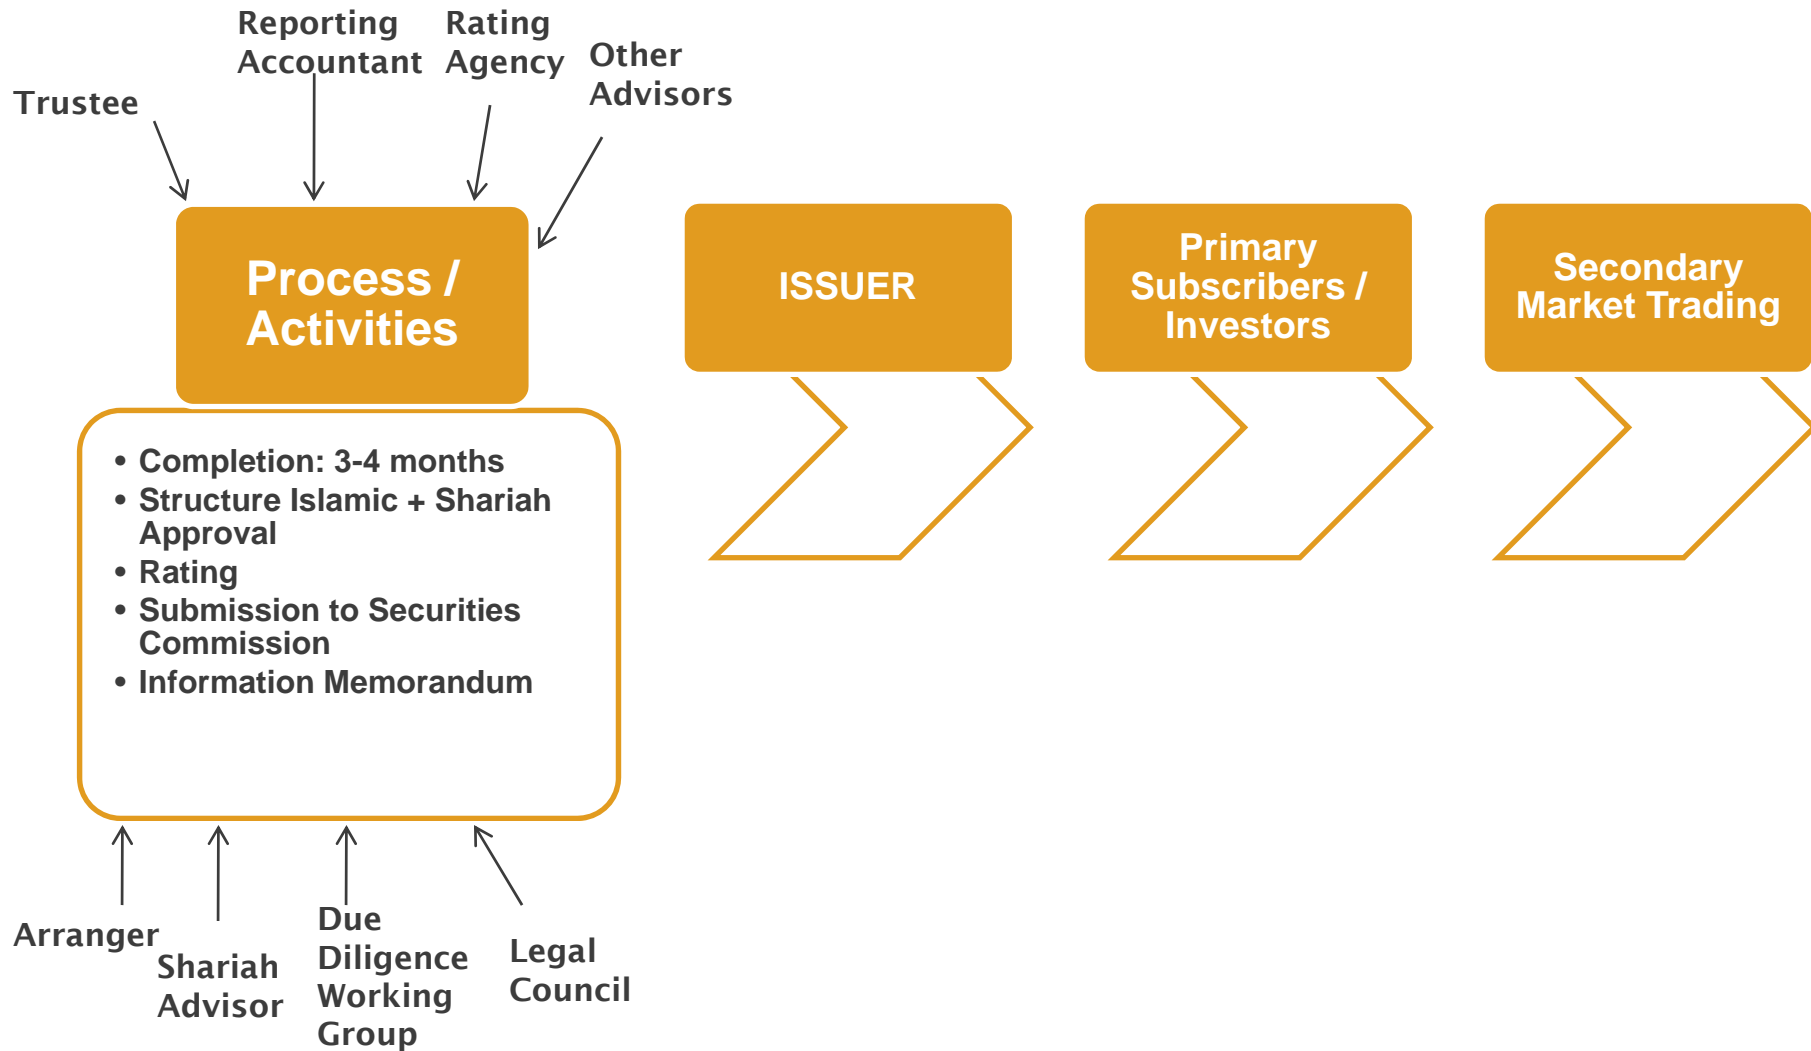 Reporting
Accountant
Rating
Agency
Other
Advisors
Trustee
Process /
Activities
ISSUER
Primary
Subscribers /
Investors
Secondary
Market Trading
• Completion: 3-4 months
• Structure Islamic + Shariah
Approval
• Rating
• Submission to Securities
Commission
• Information Memorandum
Arranger
Shariah
Advisor
Due
Diligence
Working
Group
Legal
Council